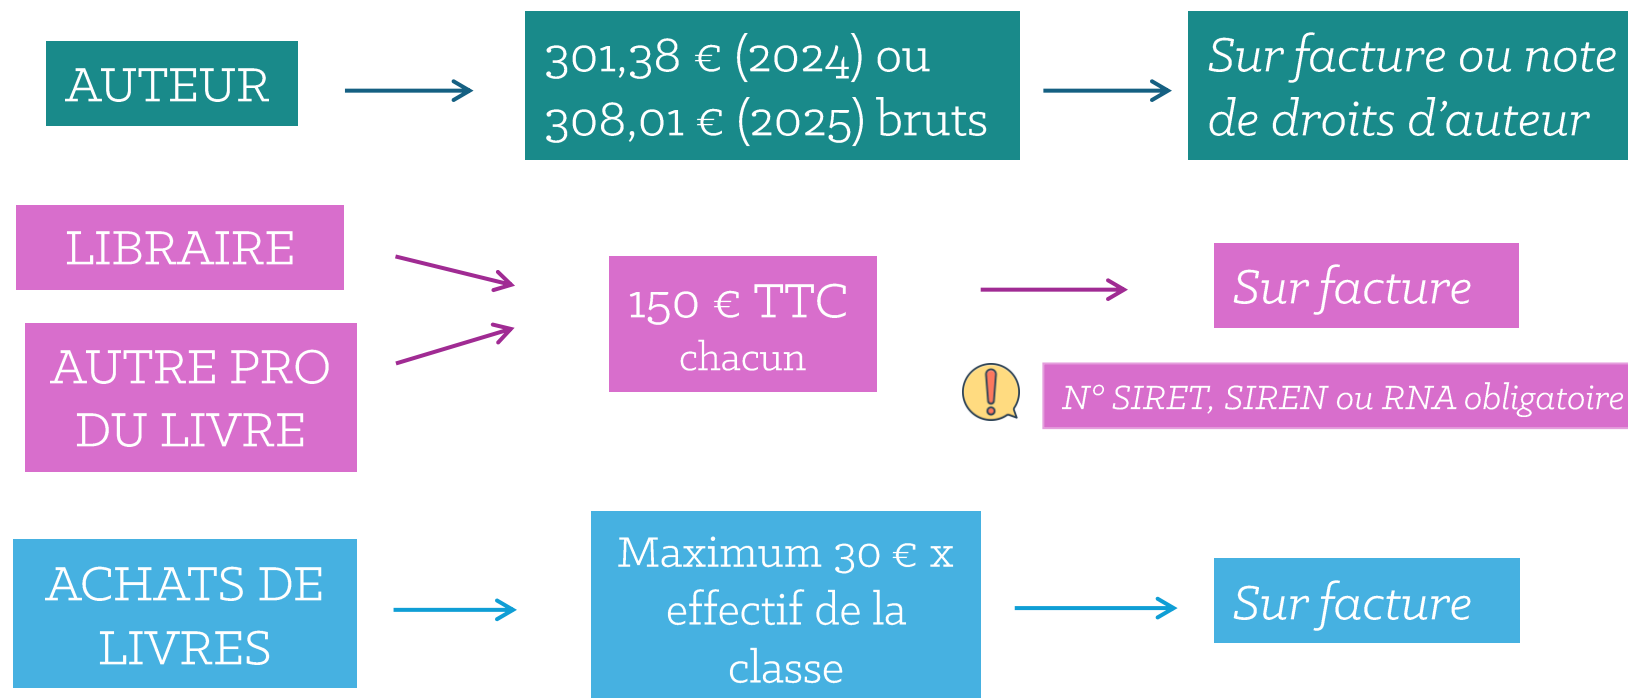 AUTEUR
301,38 € (2024) ou
308,01 € (2025) bruts
Sur facture ou note
de droits d’auteur
LIBRAIRE
AUTRE PRO
DU LIVRE
150 € TTC
chacun
Sur facture
N° SIRET, SIREN ou RNA obligatoire
ACHATS DE
LIVRES
Maximum 30 € x
effectif de la
classe
Sur facture